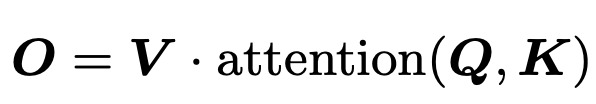 O = V · attention(Q, K)